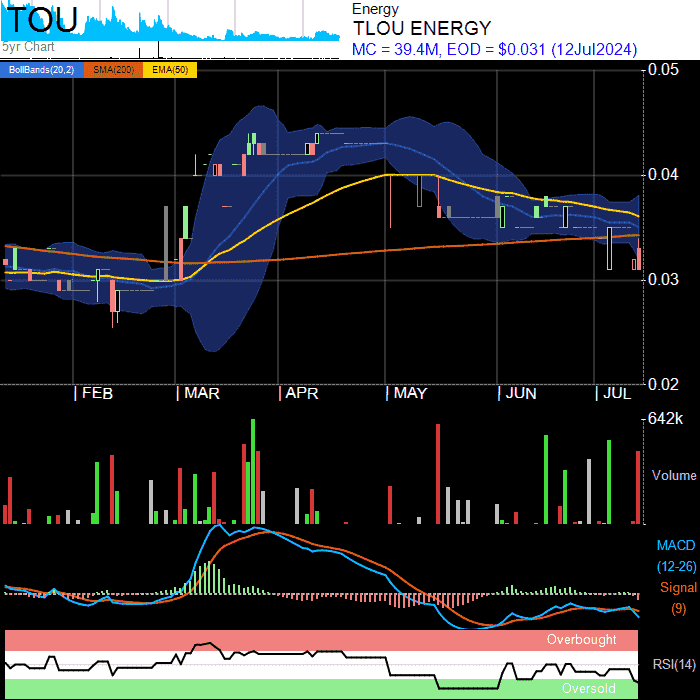 TOU
Energy
TLOU ENERGY
5yr Chart
MC = 39.4M, EOD = $0.031 (12Jul2024)
BollBands(20,2) SMA(200) EMA(50)
0.05
0.04
0.03
0.02
| FEB | MAR | APR | MAY | JUN | JUL
642k
Volume
MACD
(12-26)
Signal
(9)
Overbought
RSI(14)
Oversold